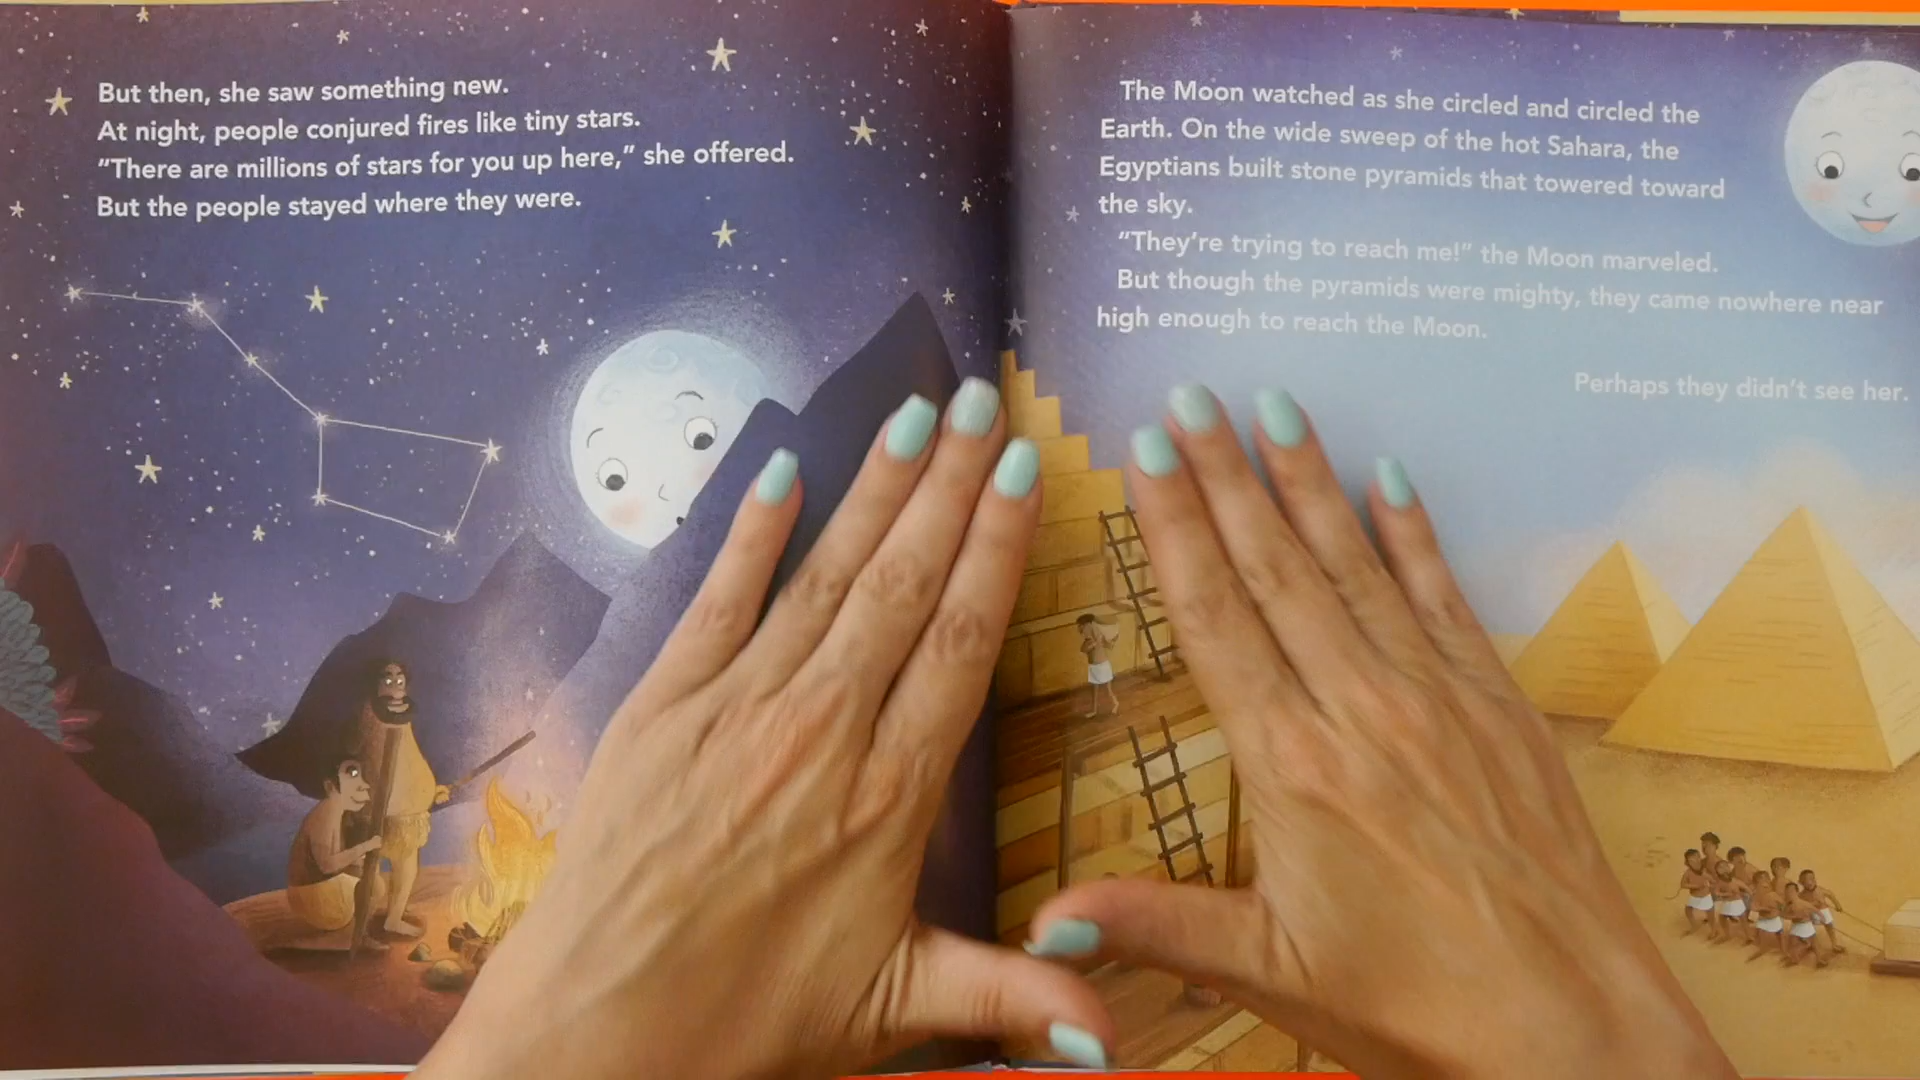 But then, she saw something new.
At night, people conjured fires like tiny stars.
“There are millions of stars for you up here,” she offered.
But the people stayed where they were.
The Moon watched as she circled and circled the
Earth. On the wide sweep of the hot Sahara, the
Egyptians built stone pyramids that towered toward
the sky.
“They’re trying to reach me!” the Moon marveled.
But though the pyramids were mighty, they came nowhere near
high enough to reach the Moon.
Perhaps they didn’t see her.